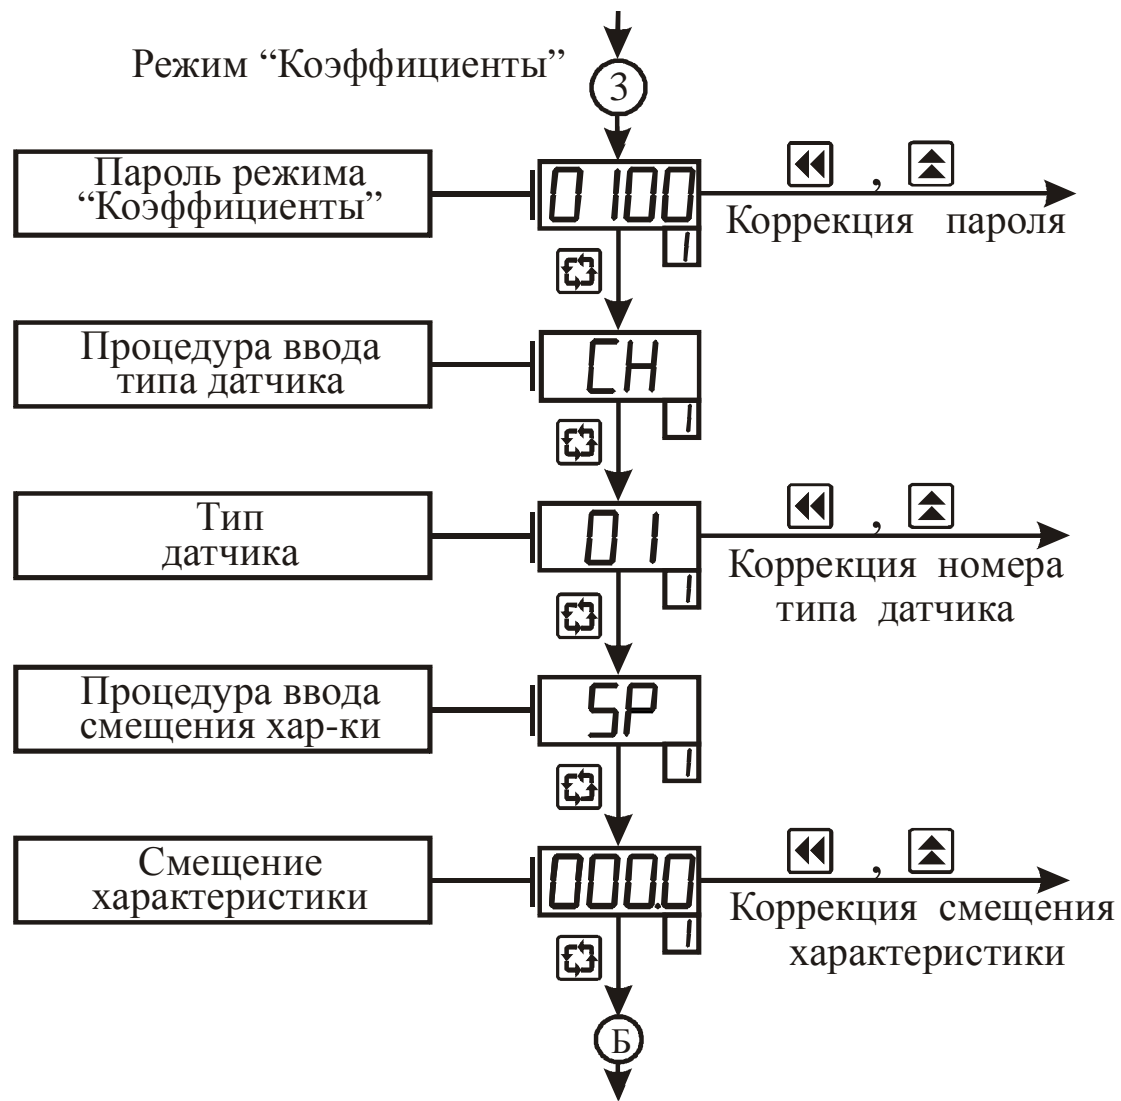 Режим “Коэффициенты”
3
Пароль режима
“Коэффициенты”
0100
1
,
Коррекция пароля
Процедура ввода
типа датчика
CH
1
Тип
датчика
01
1
,
Коррекция номера
типа датчика
Процедура ввода
смещения хар-ки
SP
1
Смещение
характеристики
000.0
1
,
Коррекция смещения
характеристики
Б